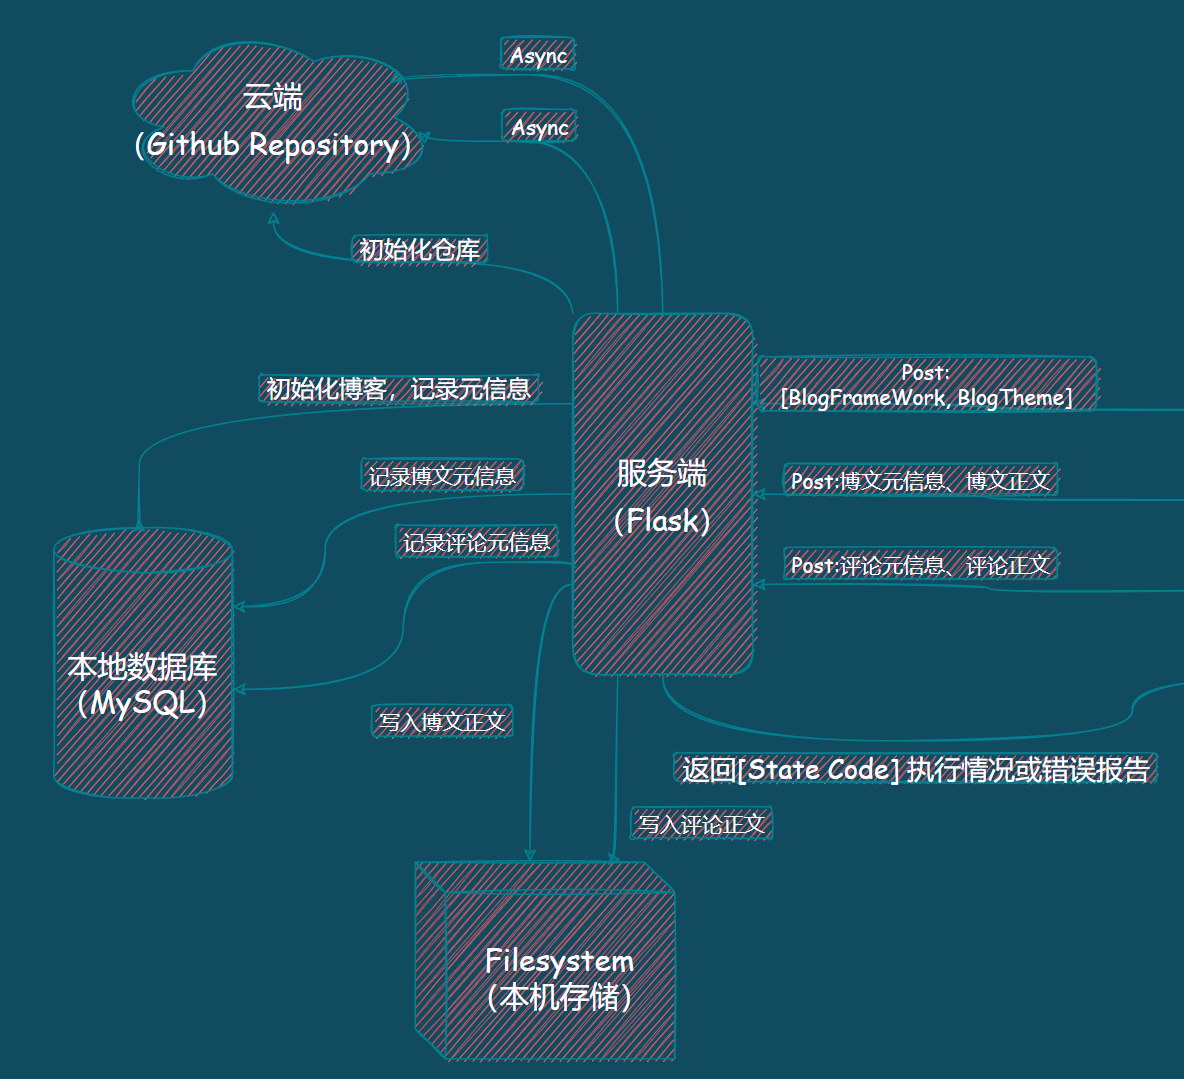 Async
云端
(Github Repository)
Async
初始化仓库
Post:
[BlogFrameWork, BlogTheme]
初始化博客，记录元信息
记录博文元信息
服务端
(Flask)
Post:博文元信息、博文正文
记录评论元信息
Post:评论元信息、评论正文
本地数据库
(MySQL)
写入博文正文
返回[State Code] 执行情况或错误报告
写入评论正文
Filesystem
(本机存储)